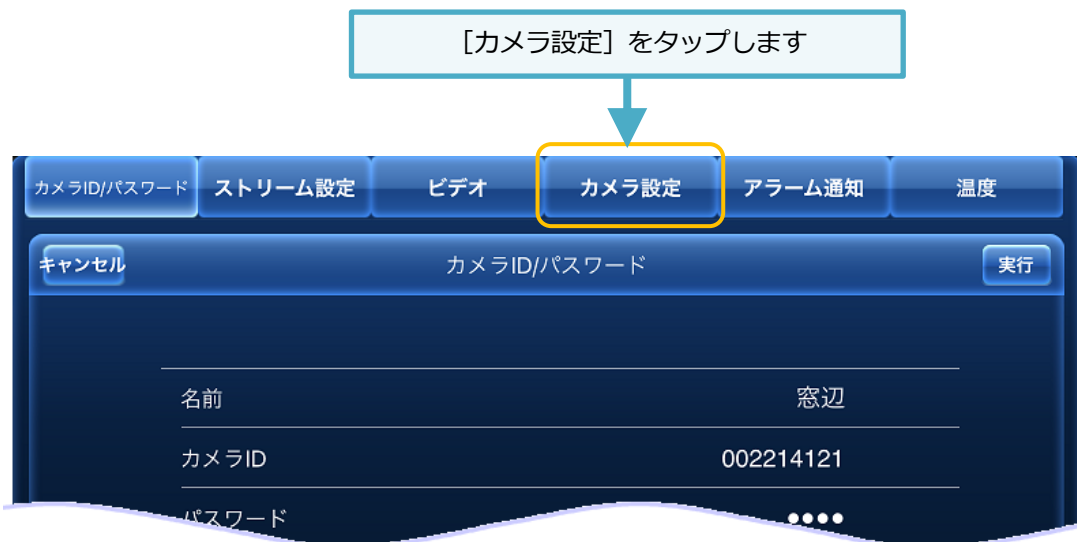 ［カメラ設定］をタップします
カメラID/パスワード ストリーム設定 ビデオ カメラ設定 アラーム通知 温度
キャンセル カメラID/パスワード 実行
名前 窓辺
カメラID 002214121
パスワード ●●●●